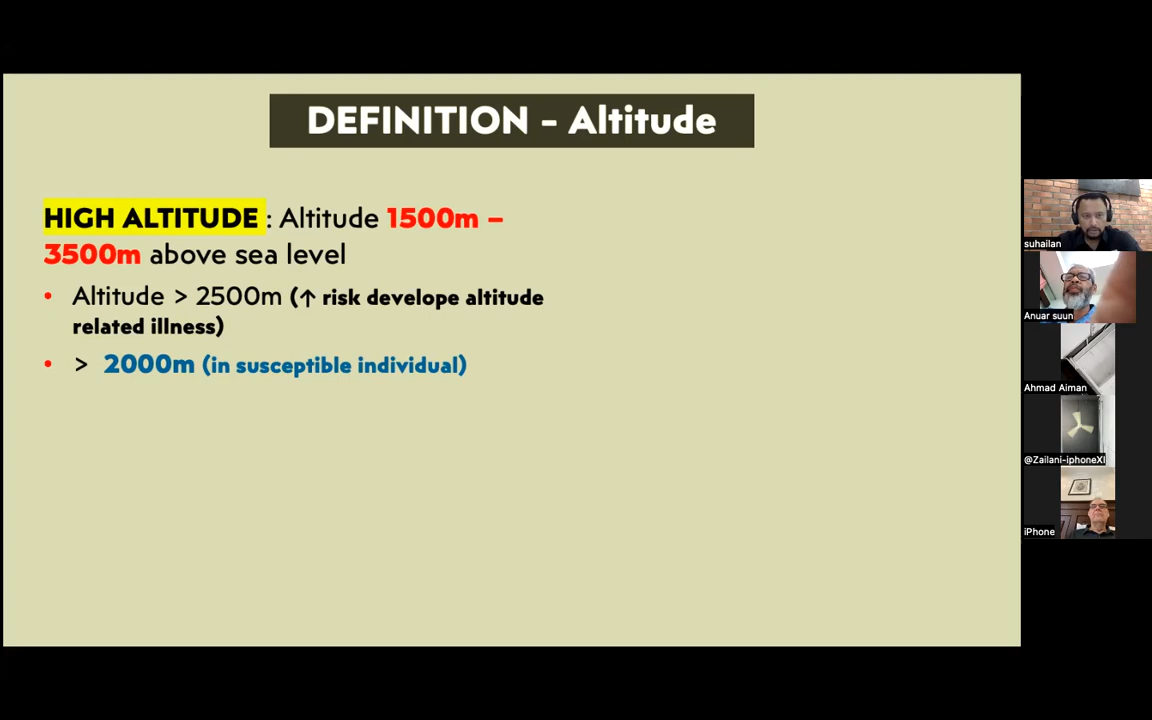 DEFINITION - Altitude
HIGH ALTITUDE : Altitude 1500m –
3500m above sea level
• Altitude > 2500m (↑ risk develope altitude
related illness)
• > 2000m (in susceptible individual)
suhailan
Anuar suun
Ahmad Aiman
@Zailani-iphoneXI
iPhone